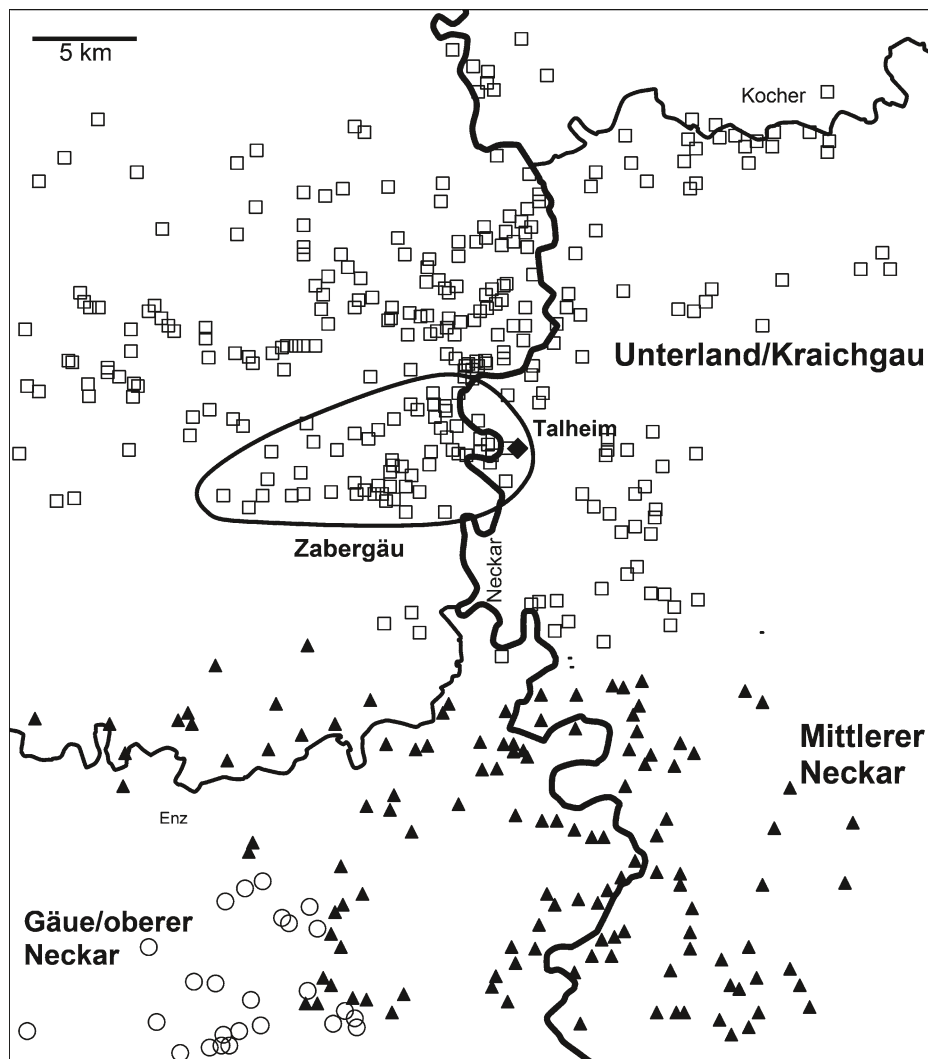 5 km
Kocher
Unterland/Kraichgau
Talheim
Zabergäu
Neckar
Mittlerer
Neckar
Enz
Gäue/oberer
Neckar